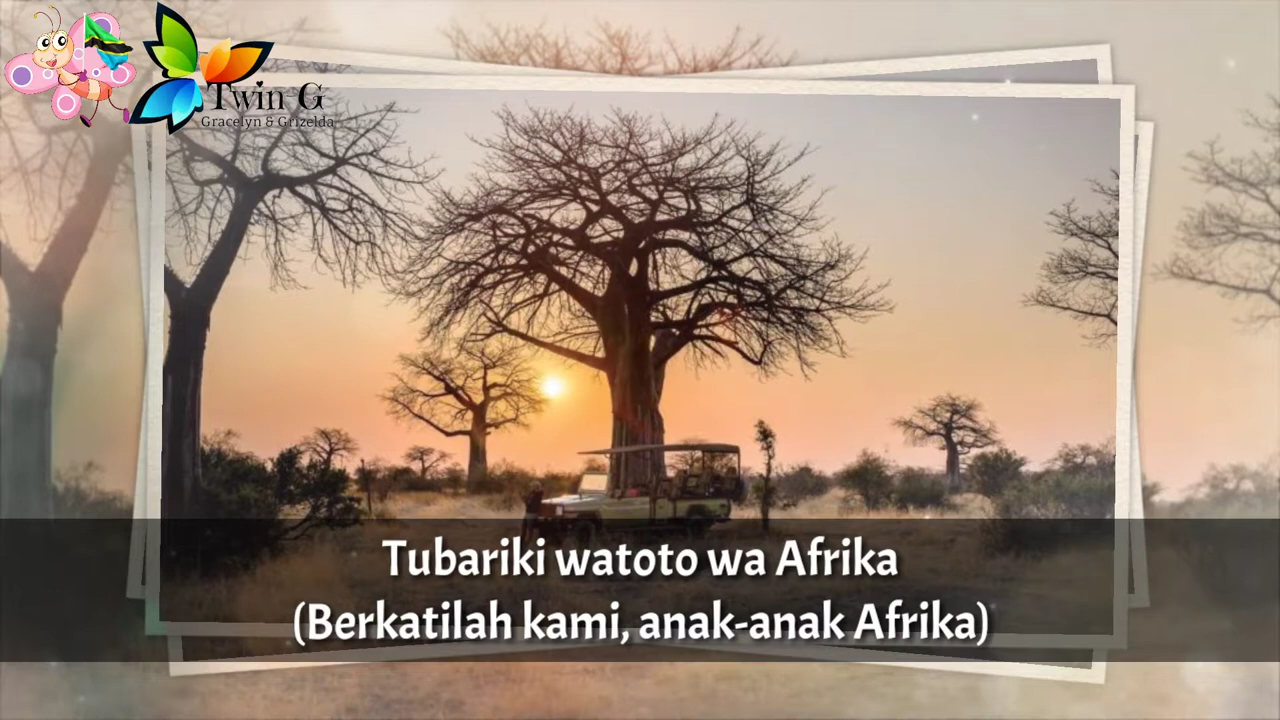 Twin G
Gracelyn & Grizelda
Tubariki watoto wa Afrika
(Berkatilah kami, anak-anak Afrika)